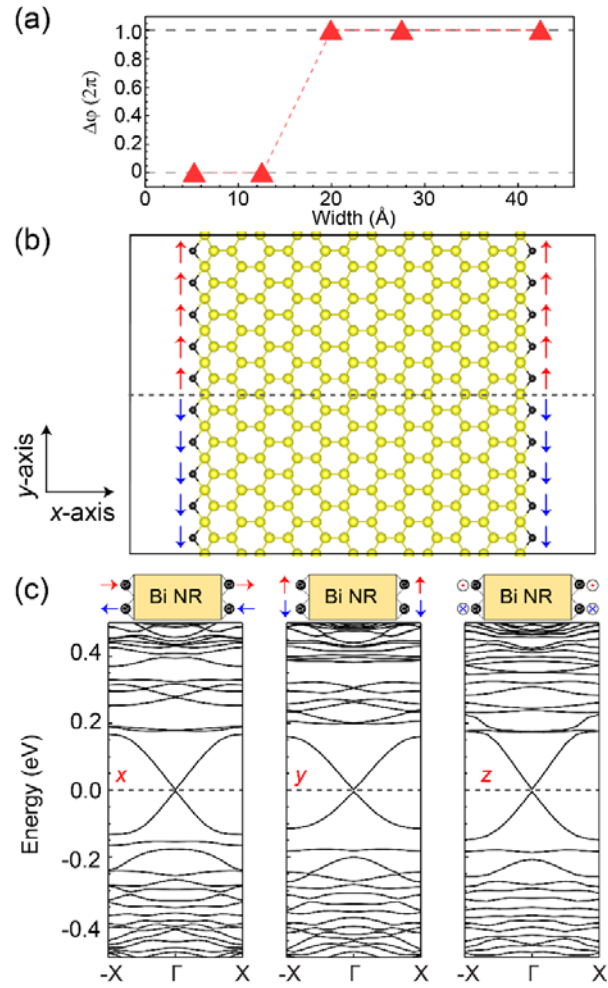 (a)
Δφ (2π)
1.0
0.8
0.6
0.4
0.2
0
0 10 20 30 40
Width (Å)
(b)
y-axis
x-axis
(c)
Bi NR Bi NR Bi NR
Energy (eV)
0.4
0.2
0.0
-0.2
-0.4
x y z
-X Γ X -X Γ X -X Γ X